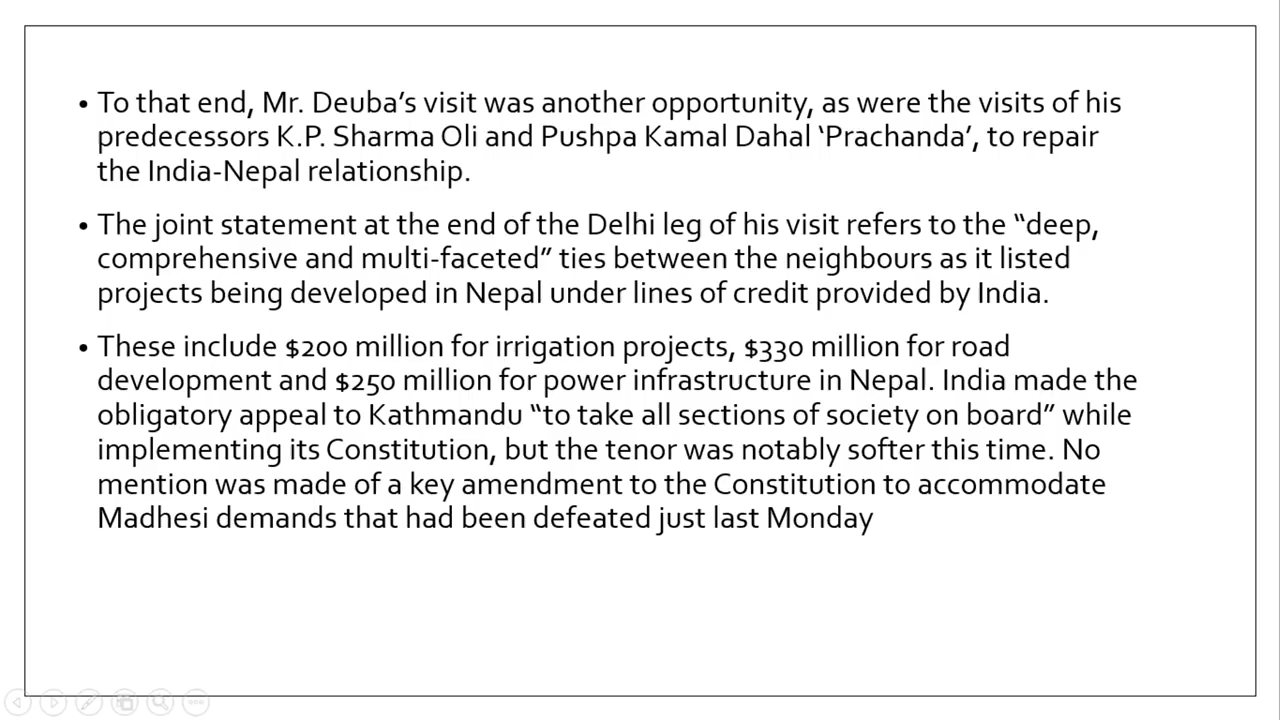 • To that end, Mr. Deuba’s visit was another opportunity, as were the visits of his
predecessors K.P. Sharma Oli and Pushpa Kamal Dahal ‘Prachanda’, to repair
the India-Nepal relationship.
• The joint statement at the end of the Delhi leg of his visit refers to the “deep,
comprehensive and multi-faceted” ties between the neighbours as it listed
projects being developed in Nepal under lines of credit provided by India.
• These include $200 million for irrigation projects, $330 million for road
development and $250 million for power infrastructure in Nepal. India made the
obligatory appeal to Kathmandu “to take all sections of society on board” while
implementing its Constitution, but the tenor was notably softer this time. No
mention was made of a key amendment to the Constitution to accommodate
Madhesi demands that had been defeated just last Monday